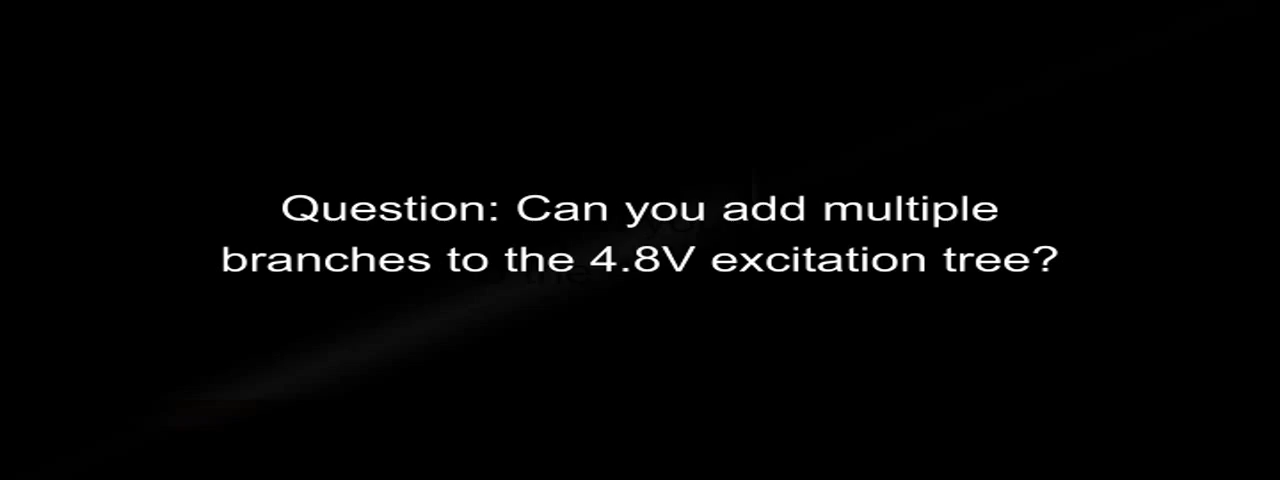 Question: Can you add multiple
branches to the 4.8V excitation tree?